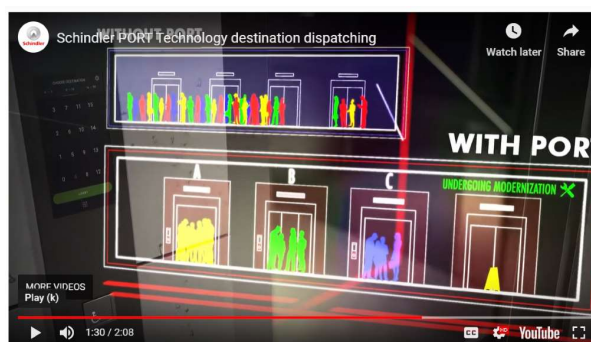 Schindler
Schindler PORT Technology destination dispatching
Watch later
Share
WITHOUT PORT
WITH POR
A
B
C
UNDERGOING MODERNIZATION
MORE VIDEOS
Play (k)
1:30 / 2:08
CC
HD
YouTube